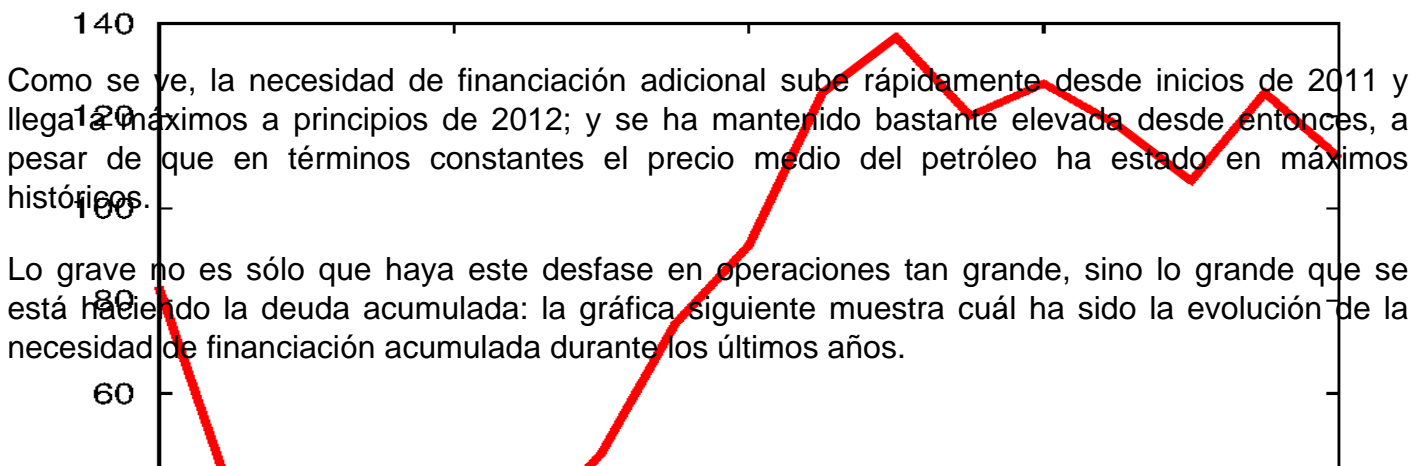 140
Como se ve, la necesidad de financiación adicional sube rápidamente desde inicios de 2011 y
llega a máximos a principios de 2012; y se ha mantenido bastante elevada desde entonces, a
120
pesar de que en términos constantes el precio medio del petróleo ha estado en máximos
históricos.
100
Lo grave no es sólo que haya este desfase en operaciones tan grande, sino lo grande que se
está haciendo la deuda acumulada: la gráfica siguiente muestra cuál ha sido la evolución de la
80
necesidad de financiación acumulada durante los últimos años.
60